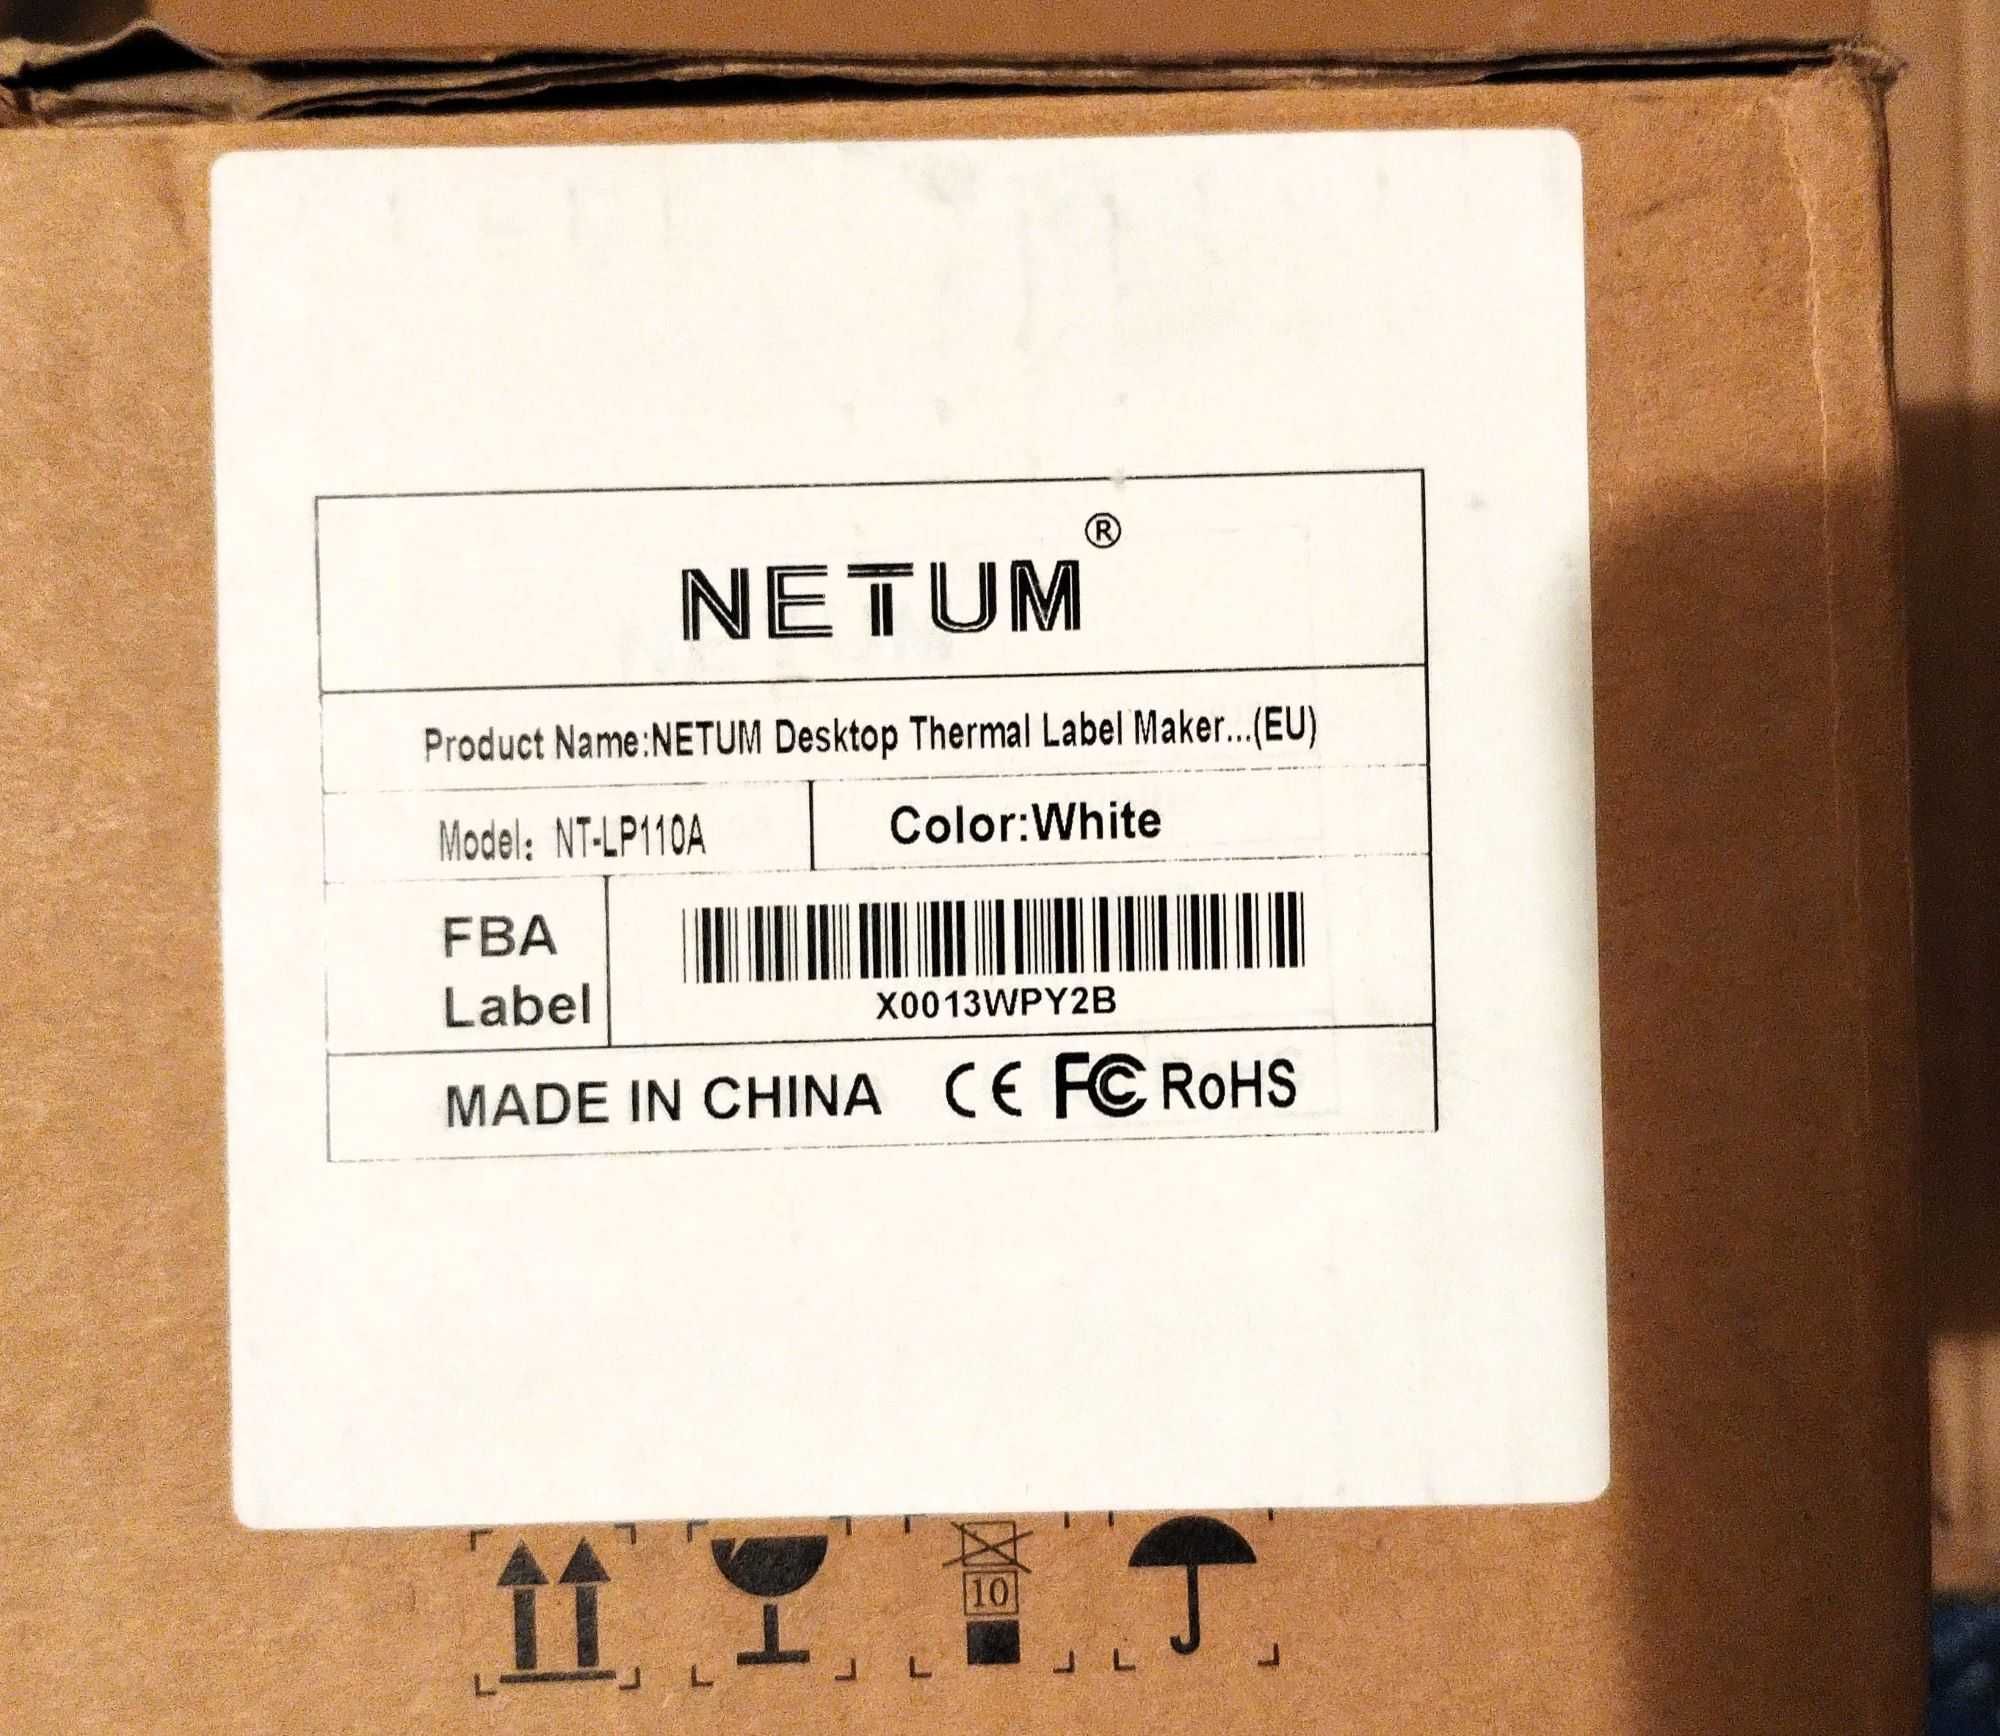 NETUM®
Product Name:NETUM Desktop Thermal Label Maker...(EU)
Model: NT-LP110A
Color:White
FBA
Label
X0013WPY2B
MADE IN CHINA CE FC RoHS
10